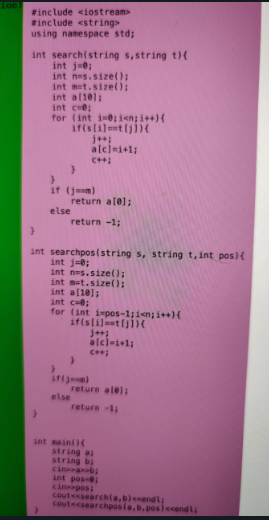 #include <iostream>
#include <string>
using namespace std;
int search(string s,string t){
int j=0;
int n=s.size();
int m=t.size();
int a[10];
int c=0;
for (int i=0;i<n;i++){
if(s[i]==t[j]){
j++;
a[c]=i+1;
c++;
}
}
if (j==m)
return a[0];
else
return -1;
}
int searchpos(string s, string t,int pos){
int j=0;
int n=s.size();
int m=t.size();
int a[10];
int c=0;
for (int i=pos-1;i<n;i++){
if(s[i]==t[j]){
j++;
a[c]=i+1;
c++;
}
}
if(j==m)
return a[0];
else
return -1;
}
int main(){
string a;
string b;
cin>>a>>b;
int pos=0;
cin>>pos;
cout<<search(a,b)<<endl;
cout<<searchpos(a,b,pos)<<endl;
}